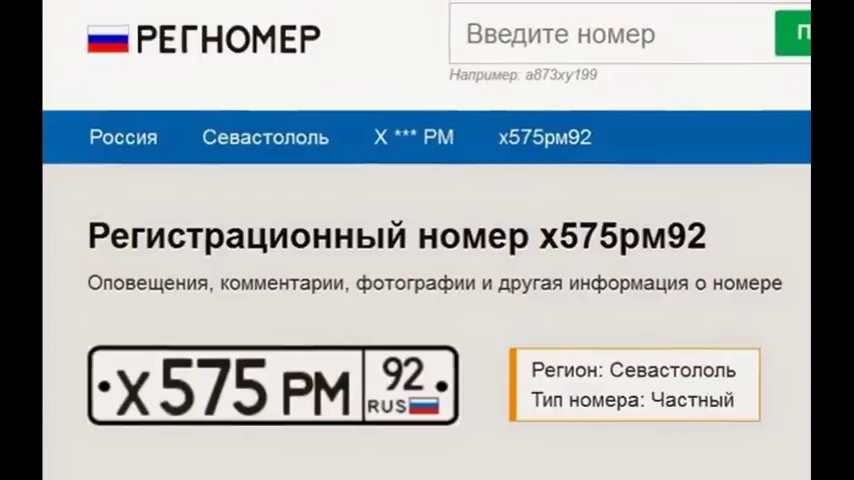 РЕГНОМЕР
Введите номер
П
Например: а873ху199
Россия Севастололь Х *** РМ х575рм92
Регистрационный номер х575рм92
Оповещения, комментарии, фотографии и другая информация о номере
Х 575 РМ 92
RUS
Регион: Севастололь
Тип номера: Частный